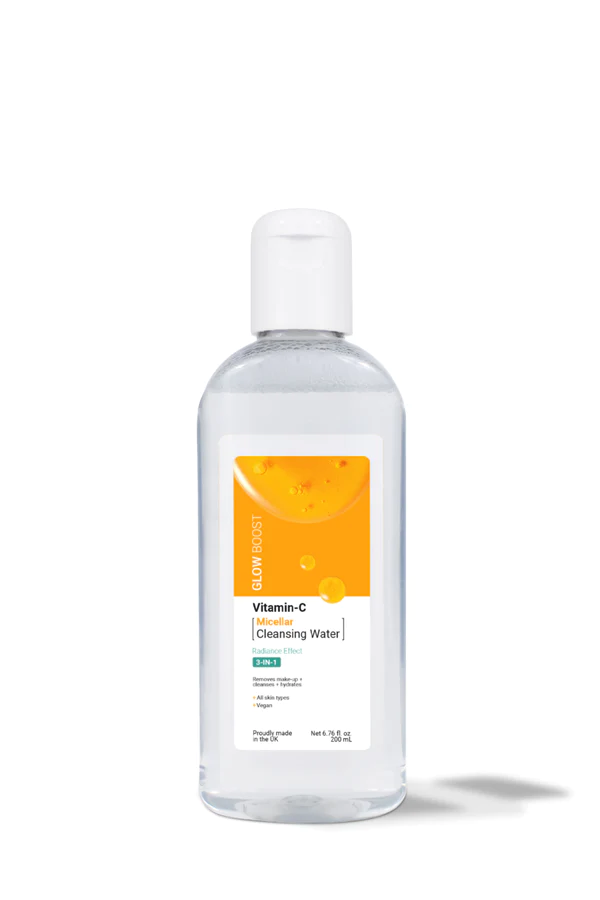 GLOW BOOST
Vitamin-C
Micellar
Cleansing Water
Radiance Effect
3-IN-1
Removes make-up +
cleanses + hydrates
+ All skin types
+ Vegan
Proudly made
in the UK
Net 6.76 fl. oz.
200 mL